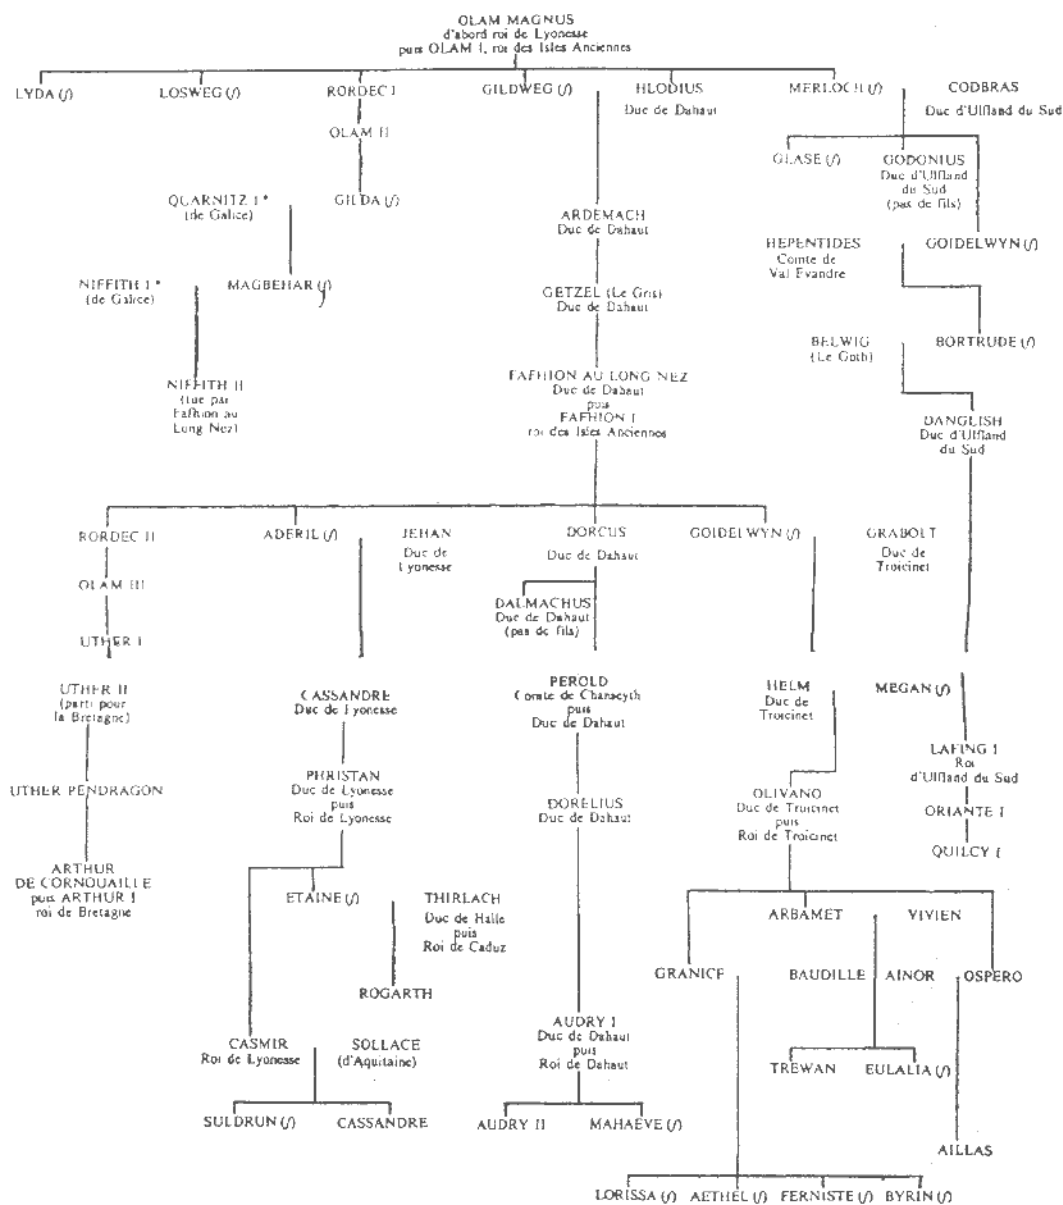 OLAM MAGNUS
d'abord roi de Lyonesse
puis OLAM I, roi des Isles Anciennes
LYDA (f)
LOSWEG (f)
RORDEC I
GILDWEG (f)
HLODIUS
Duc de Dahaut
MERLOCH (f)
CODBRAS
Duc d'Ulfland du Sud
OLAM II
GLASE (f)
GODONIUS
Duc d'Ulfland
du Sud
(pas de fils)
QUARNITZ I *
(de Galice)
GILDA (f)
ARDEMACH
Duc de Dahaut
HEPENTIDES
Comte de
Val Evandre
GOIDELWYN (f)
NIFFITH I *
(de Galice)
MAGBEHAR (f)
GETZEL (Le Gris)
Duc de Dahaut
BELWIG
(Le Goth)
BORTRUDE (f)
NIFFITH II
(tué par
Fafhion au
Long Nez)
FAFHION AU LONG NEZ
Duc de Dahaut
puis
FAFHION I
roi des Isles Anciennes
DANGLISH
Duc d'Ulfland
du Sud
RORDEC II
ADERIL (f)
JEHAN
Duc de
Lyonesse
DORCUS
Duc de Dahaut
GOIDELWYN (f)
GRABOLT
Duc de
Troicinet
OLAM III
DALMACHUS
Duc de Dahaut
(pas de fils)
UTHER I
UTHER II
(parti pour
la Bretagne)
CASSANDRE
Duc de Lyonesse
PEROLD
Comte de Chanacyth
puis
Duc de Dahaut
HELM
Duc de
Troicinet
MEGAN (f)
LAFING I
Roi
d'Ulfland du Sud
UTHER PENDRAGON
PHRISTAN
Duc de Lyonesse
puis
Roi de Lyonesse
DORELIUS
Duc de Dahaut
OLIVANO
Duc de Troicinet
puis
Roi de Troicinet
ORIANTE I
QUILCY I
ARTHUR
DE CORNOUAILLE
puis ARTHUR I
roi de Bretagne
ETAINE (f)
THIRLACH
Duc de Halle
puis
Roi de Caduz
ARBAMET
VIVIEN
GRANICE
BAUDILLE
AINOR
OSPERO
ROGARTH
CASMIR
Roi de Lyonesse
SOLLACE
(d'Aquitaine)
AUDRY I
Duc de Dahaut
puis
Roi de Dahaut
TREWAN
EULALIA (f)
SULDRUN (f)
CASSANDRE
AUDRY II
MAHAEVE (f)
AILLAS
LORISSA (f)
AETHEL (f)
FERNISTE (f)
BYRIN (f)